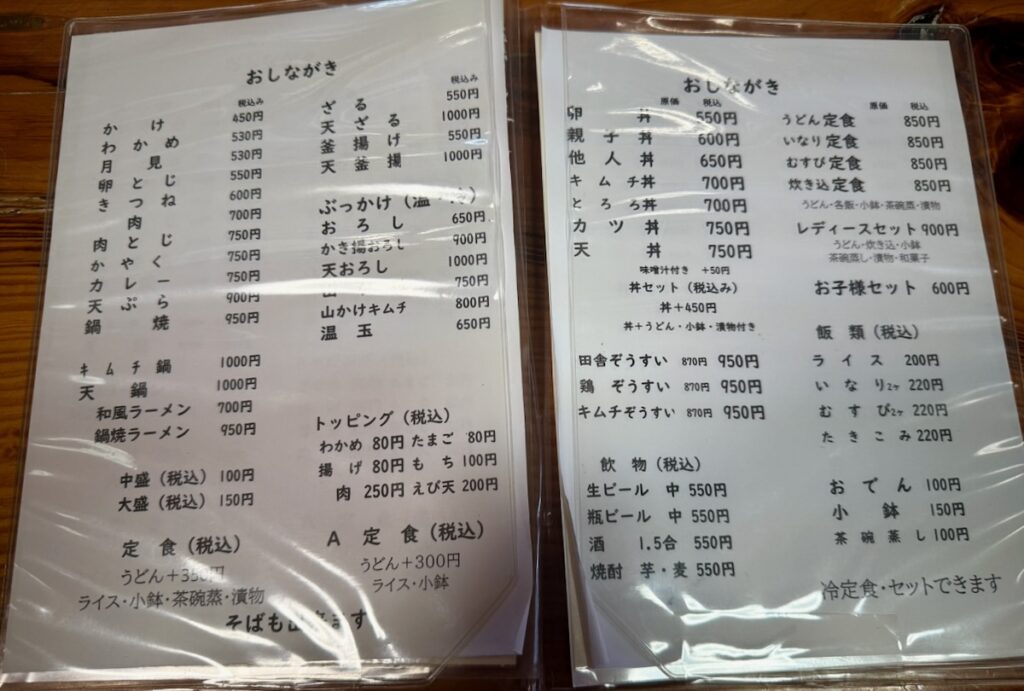 おしながき
税込み
かけ 450円
わかめ 530円
月見 530円
卵とじ 550円
きつね 600円
肉 700円
肉とじ 750円
かやく 750円
カレー 750円
天ぷら 900円
鍋焼 950円
キムチ鍋 1000円
天鍋 1000円
和風ラーメン 700円
鍋焼ラーメン 950円
中盛（税込）100円
大盛（税込）150円
定食（税込）
うどん＋350円
ライス・小鉢・茶碗蒸・漬物
税込み
ざる 550円
天ざる 1000円
釜揚げ 550円
天釜揚 1000円
ぶっかけ（温
おろし 650円
かき揚おろし 900円
天おろし 1000円
山 750円
山かけキムチ 800円
温玉 650円
トッピング（税込）
わかめ 80円 たまご 80円
揚げ 80円 もち 100円
肉 250円 えび天 200円
A定食（税込）
うどん＋300円
ライス・小鉢
そばも出来ます
おしながき
原価 税込
卵丼 550円
親子丼 600円
他人丼 650円
キムチ丼 700円
とろろ丼 700円
カツ丼 750円
天丼 750円
味噌汁付き ＋50円
丼セット（税込み）
丼＋450円
丼＋うどん・小鉢・漬物付き
田舎ぞうすい 870円 950円
鶏ぞうすい 870円 950円
キムチぞうすい 870円 950円
飲物（税込）
生ビール 中 550円
瓶ビール 中 550円
酒 1.5合 550円
焼酎 芋・麦 550円
原価 税込
うどん定食 850円
いなり定食 850円
むすび定食 850円
炊き込定食 850円
うどん・各飯・小鉢・茶碗蒸・漬物
レディースセット 900円
うどん・炊き込・小鉢
茶碗蒸し・漬物・和菓子
お子様セット 600円
飯類（税込）
ライス 200円
いなり2ヶ 220円
むすび2ヶ 220円
たきこみ 220円
おでん 100円
小鉢 150円
茶碗蒸し 100円
冷定食・セットできます